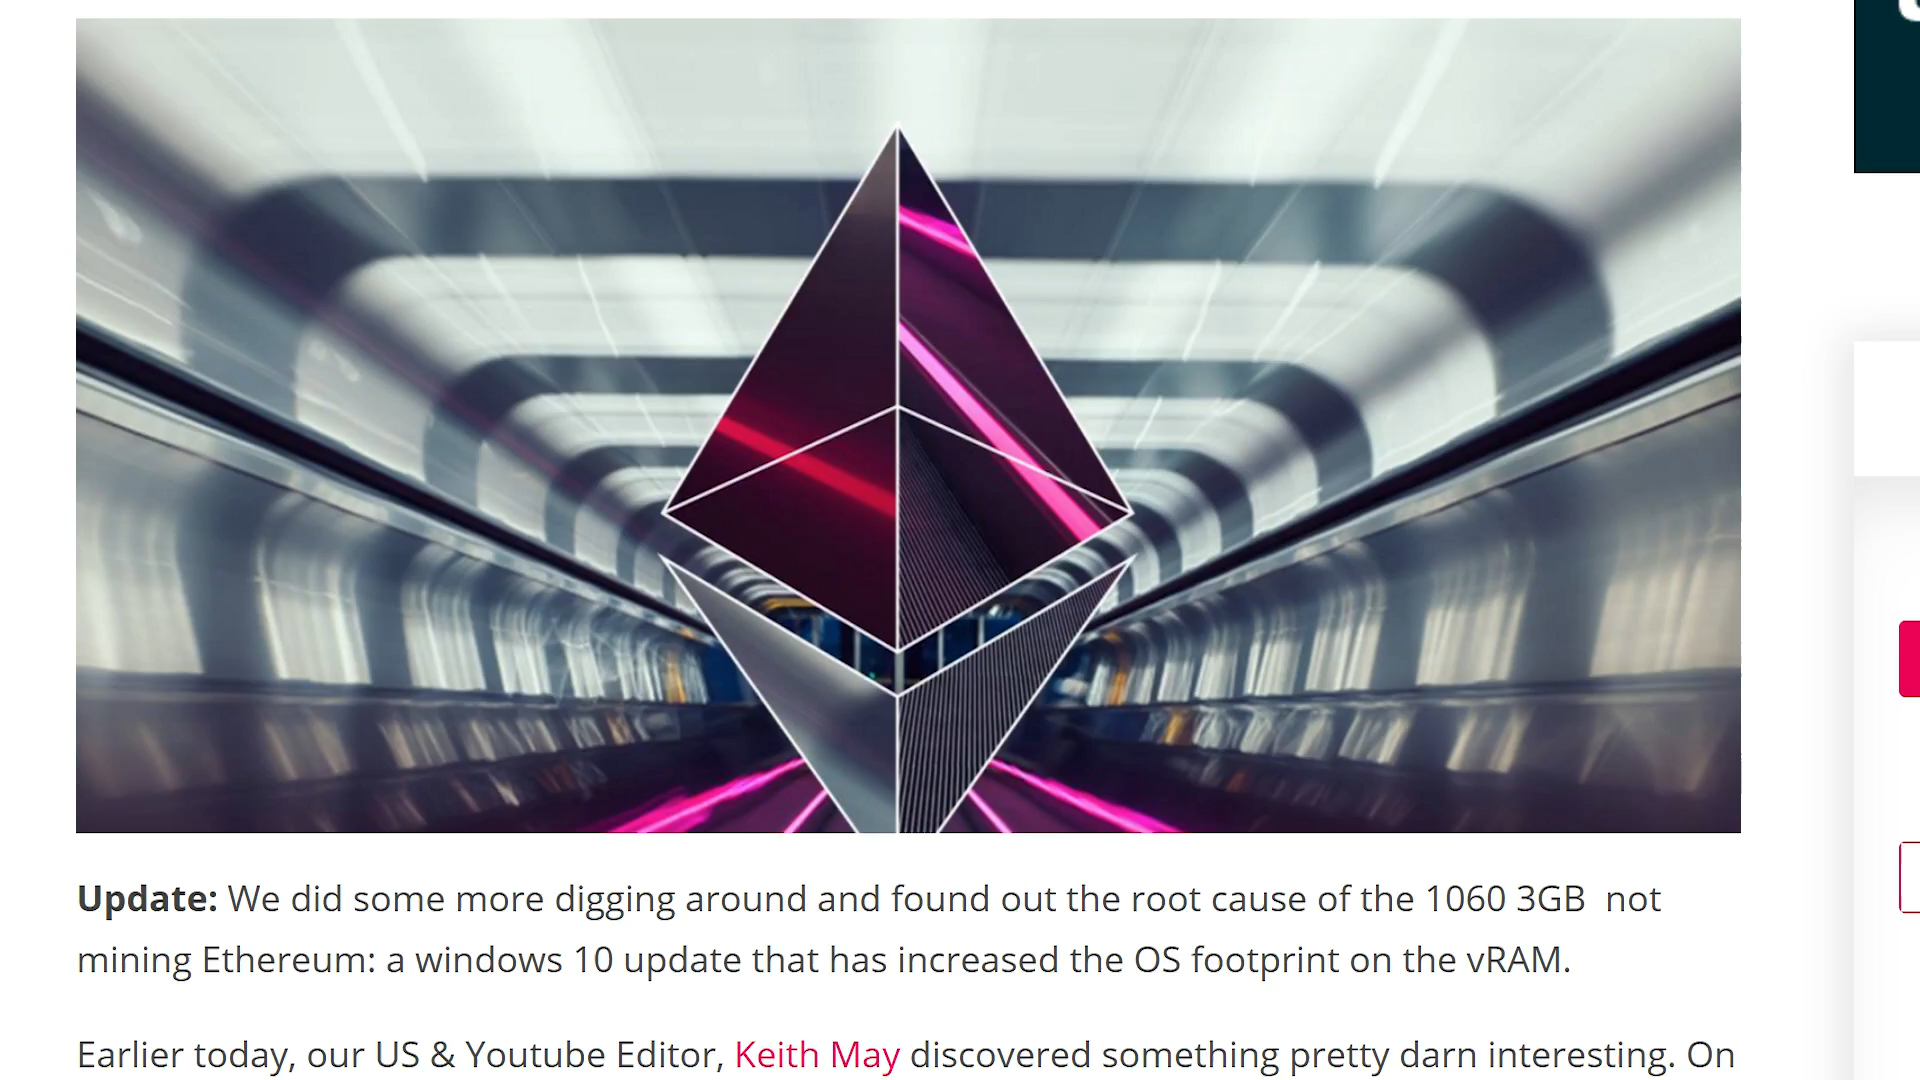 Update: We did some more digging around and found out the root cause of the 1060 3GB  not
mining Ethereum: a windows 10 update that has increased the OS footprint on the vRAM.
Earlier today, our US & Youtube Editor, Keith May discovered something pretty darn interesting. On